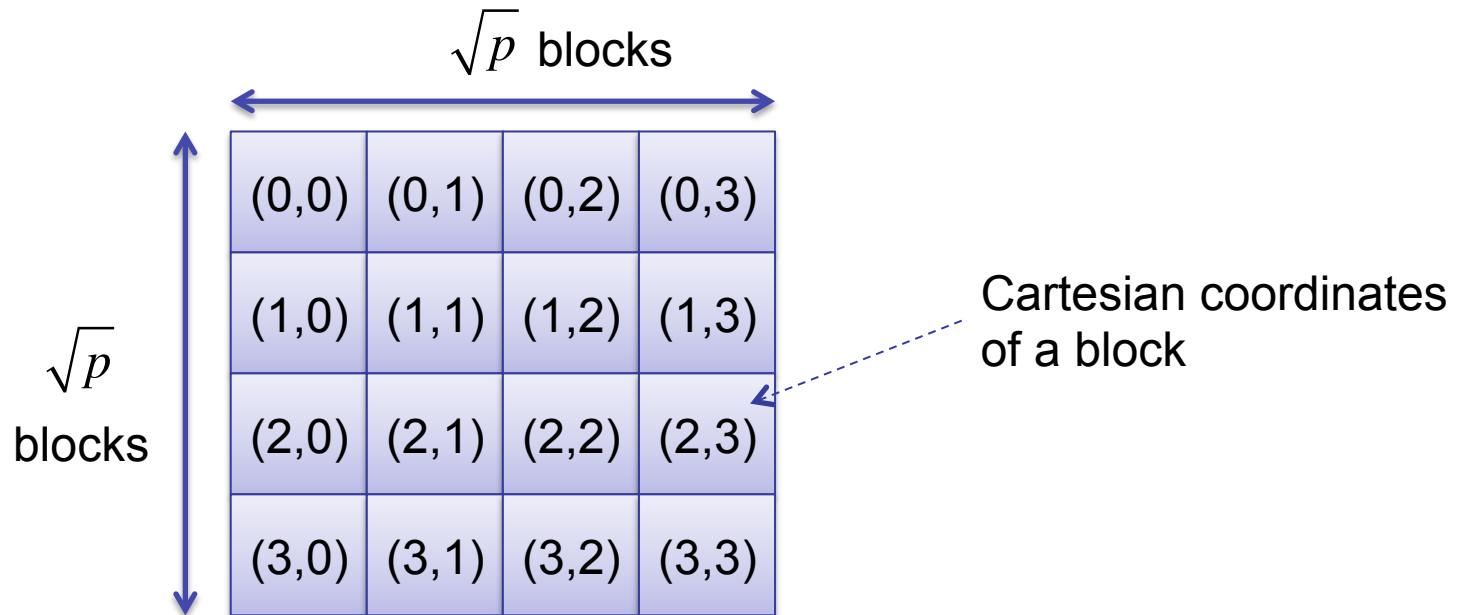 √p blocks
(0,0) (0,1) (0,2) (0,3)
(1,0) (1,1) (1,2) (1,3)
(2,0) (2,1) (2,2) (2,3)
(3,0) (3,1) (3,2) (3,3)
√p
blocks
Cartesian coordinates
of a block